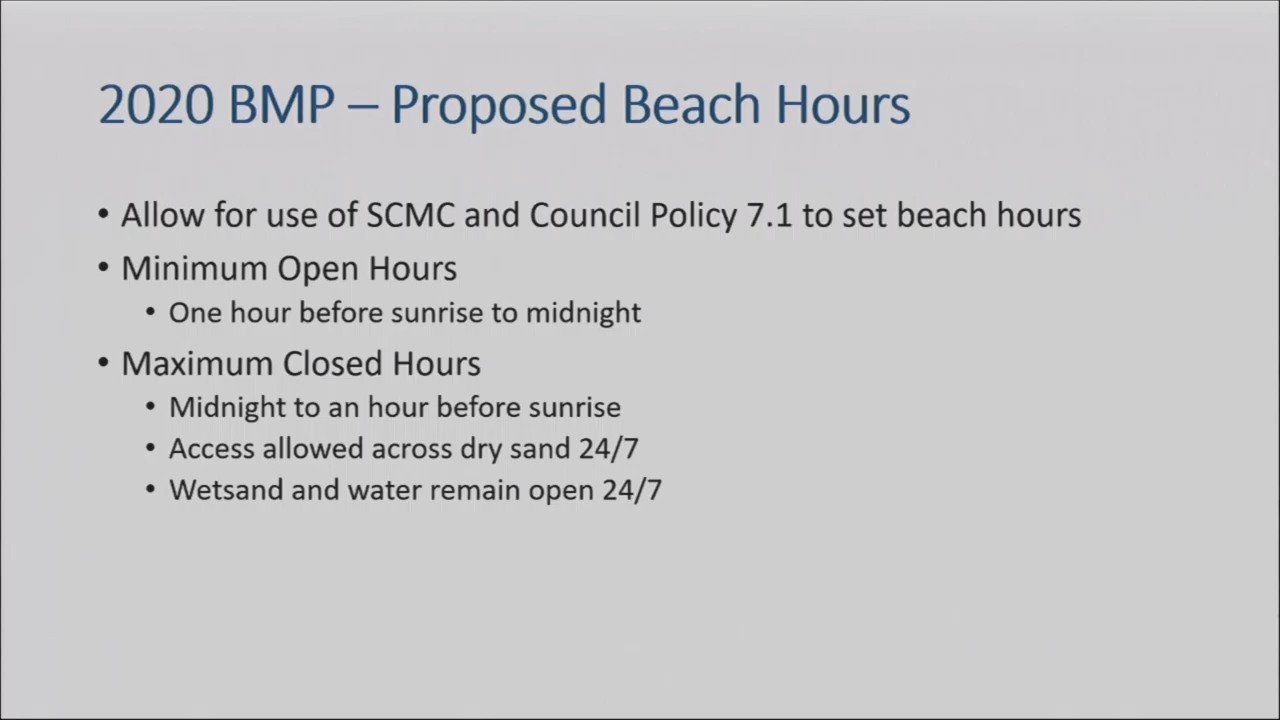 2020 BMP – Proposed Beach Hours
• Allow for use of SCMC and Council Policy 7.1 to set beach hours
• Minimum Open Hours
• One hour before sunrise to midnight
• Maximum Closed Hours
• Midnight to an hour before sunrise
• Access allowed across dry sand 24/7
• Wetsand and water remain open 24/7